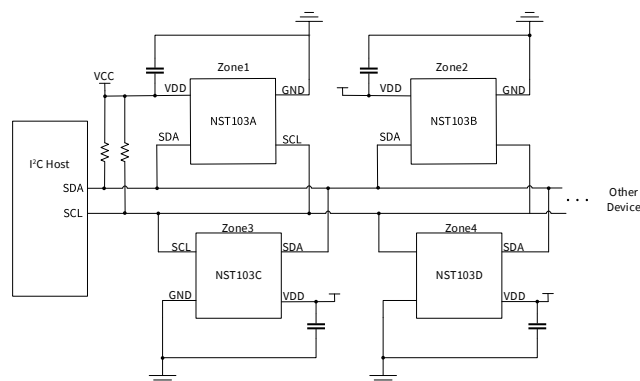 Zone1
Zone2
VCC
VDD
GND
VDD
GND
NST103A
NST103B
SDA
SCL
SDA
I²C Host
SDA
SCL
Other
Device
. . .
Zone3
Zone4
SCL
SDA
SDA
NST103C
NST103D
GND
VDD
VDD